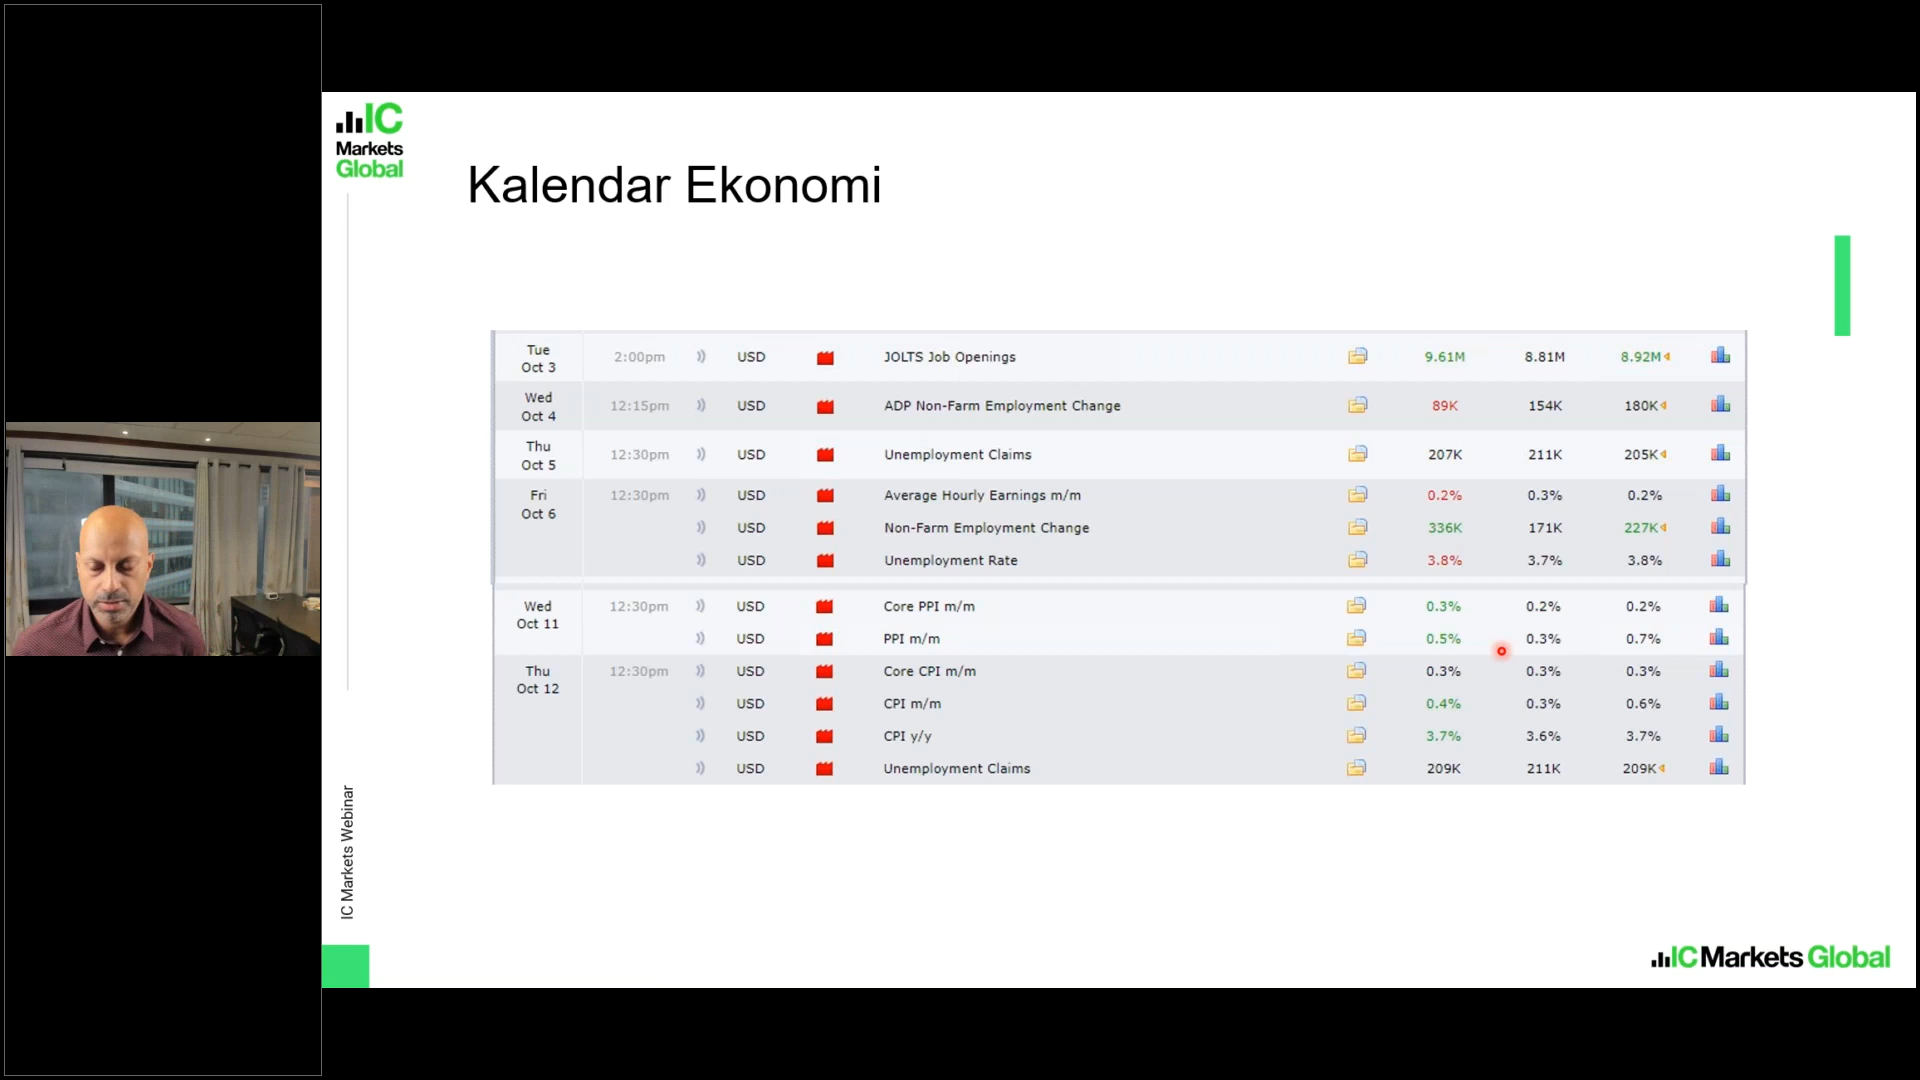 IC
Markets
Global
Kalendar Ekonomi
Tue Oct 3 2:00pm USD JOLTS Job Openings 9.61M 8.81M 8.92M
Wed Oct 4 12:15pm USD ADP Non-Farm Employment Change 89K 154K 180K
Thu Oct 5 12:30pm USD Unemployment Claims 207K 211K 205K
Fri Oct 6 12:30pm USD Average Hourly Earnings m/m 0.2% 0.3% 0.2%
USD Non-Farm Employment Change 336K 171K 227K
USD Unemployment Rate 3.8% 3.7% 3.8%
Wed Oct 11 12:30pm USD Core PPI m/m 0.3% 0.2% 0.2%
USD PPI m/m 0.5% 0.3% 0.7%
Thu Oct 12 12:30pm USD Core CPI m/m 0.3% 0.3% 0.3%
USD CPI m/m 0.4% 0.3% 0.6%
USD CPI y/y 3.7% 3.6% 3.7%
USD Unemployment Claims 209K 211K 209K
IC Markets Webinar
IC Markets Global